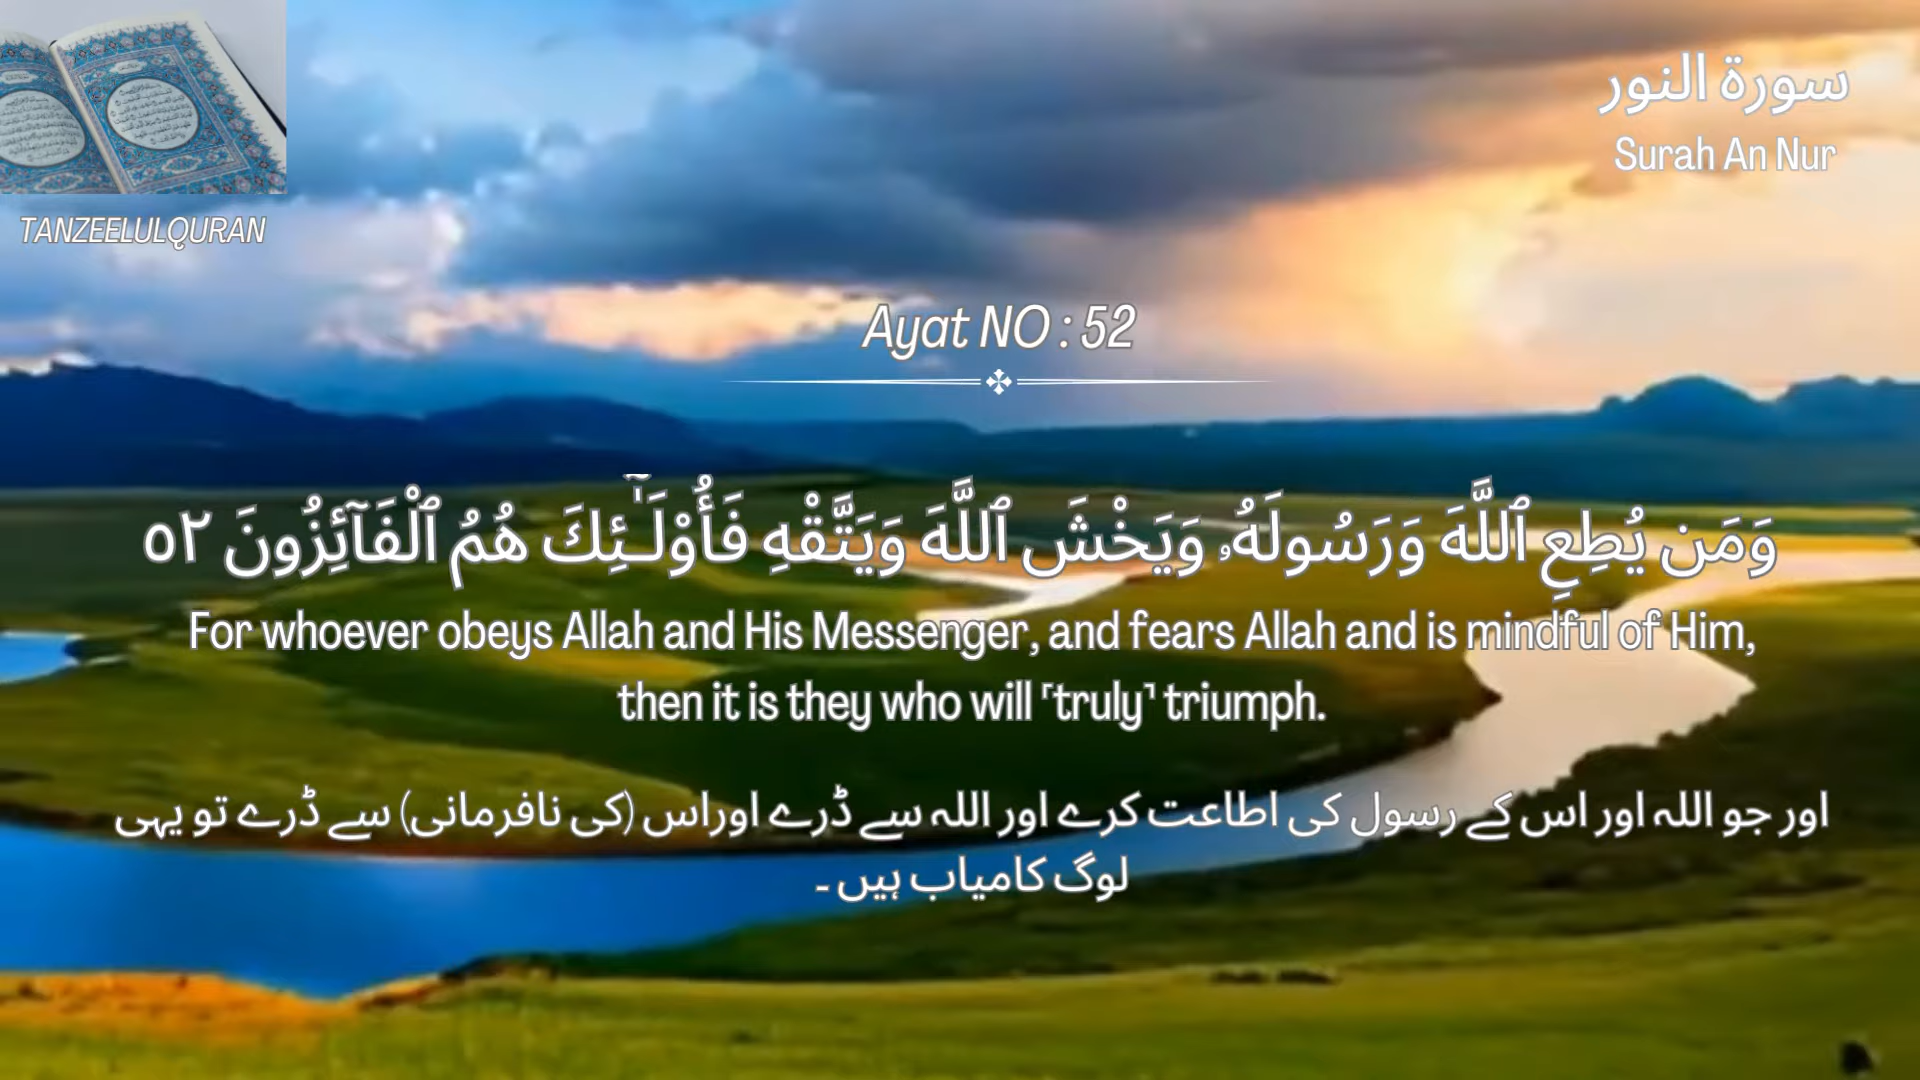 سورة النور
Surah An Nur
TANZEELULQURAN
Ayat NO : 52
وَمَن يُطِعِ ٱللَّهَ وَرَسُولَهُۥ وَيَخْشَ ٱللَّهَ وَيَتَّقْهِ فَأُو۟لَـٰٓئِكَ هُمُ ٱلْفَآئِزُونَ ٥٢
For whoever obeys Allah and His Messenger, and fears Allah and is mindful of Him,
then it is they who will ˹truly˺ triumph.
اور جو اللہ اور اس کے رسول کی اطاعت کرے اور اللہ سے ڈرے اوراس (کی نافرمانی) سے ڈرے تو یہی
لوگ کامیاب ہیں ۔